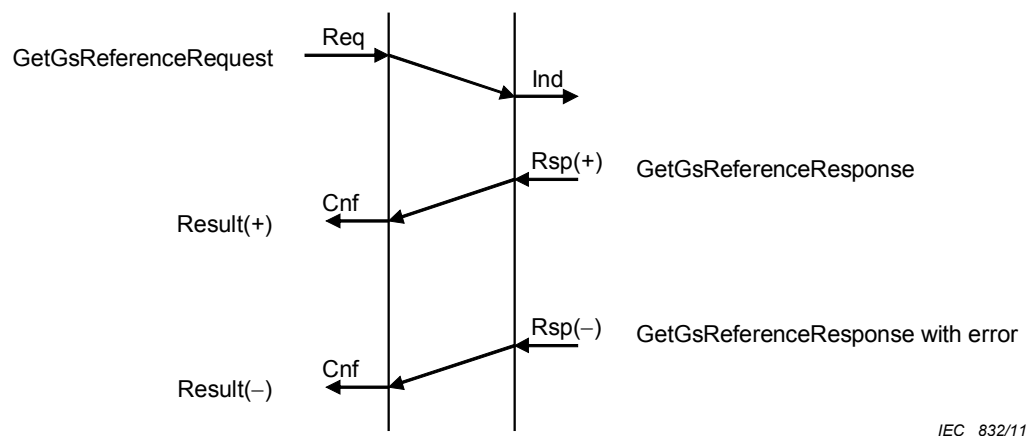 Req
GetGsReferenceRequest
Ind
Rsp(+) GetGsReferenceResponse
Cnf
Result(+)
Rsp(−) GetGsReferenceResponse with error
Cnf
Result(−)
IEC 832/11